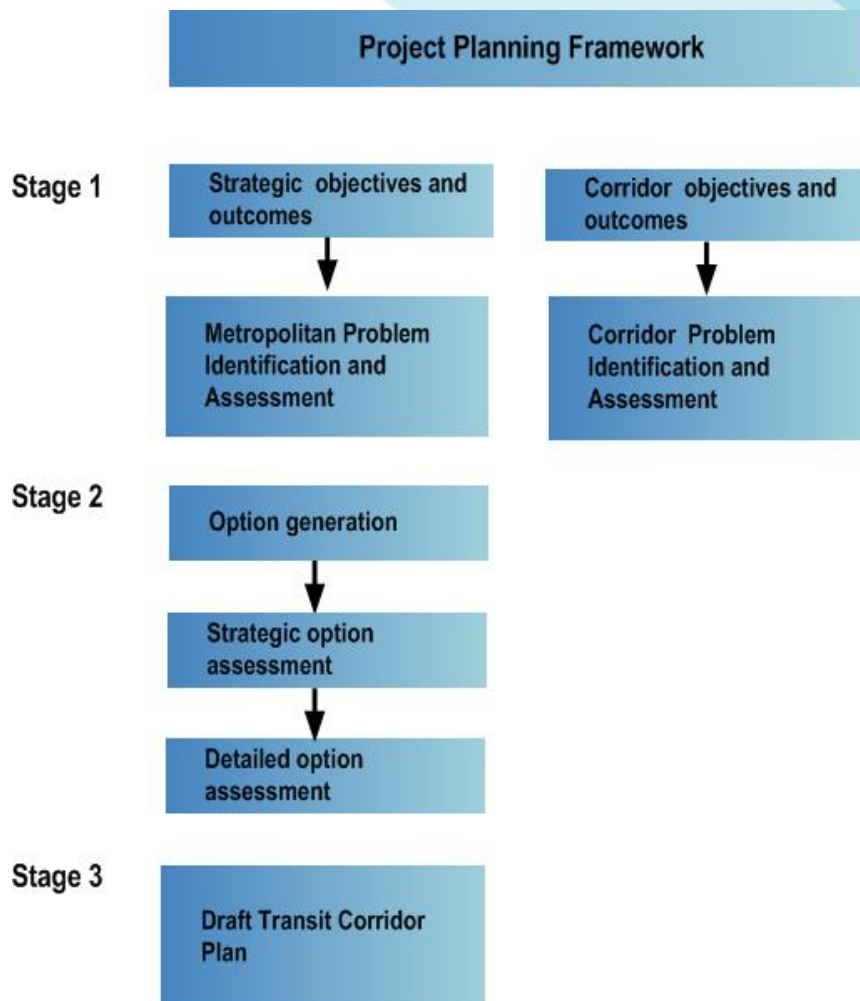 Project Planning Framework
Stage 1
Strategic objectives and
outcomes
Corridor objectives and
outcomes
Metropolitan Problem
Identification and
Assessment
Corridor Problem
Identification and
Assessment
Stage 2
Option generation
Strategic option
assessment
Detailed option
assessment
Stage 3
Draft Transit Corridor
Plan